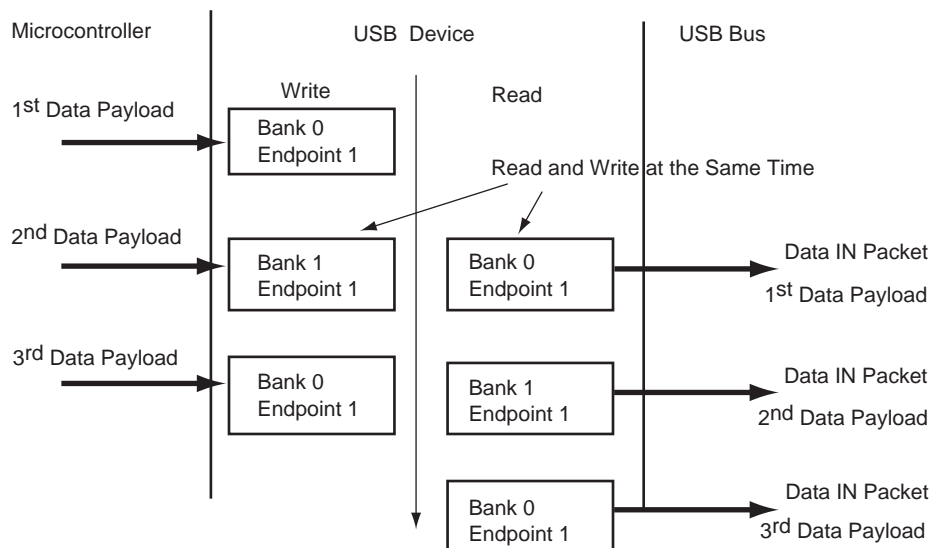 Microcontroller
USB Device
USB Bus
Write
Read
1st Data Payload
Bank 0
Endpoint 1
Read and Write at the Same Time
2nd Data Payload
Bank 1
Endpoint 1
Bank 0
Endpoint 1
Data IN Packet
1st Data Payload
3rd Data Payload
Bank 0
Endpoint 1
Bank 1
Endpoint 1
Data IN Packet
2nd Data Payload
Bank 0
Endpoint 1
Data IN Packet
3rd Data Payload